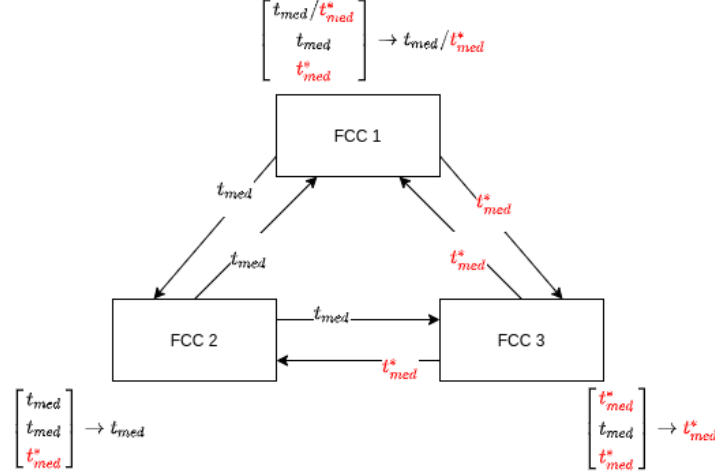 t_med/t*_med
t_med → t_med/t*_med
t*_med
FCC 1
t_med
t*_med
t_med
t*_med
t_med
FCC 2
FCC 3
t*_med
t_med
t_med → t_med
t*_med
t*_med
t_med → t*_med
t*_med